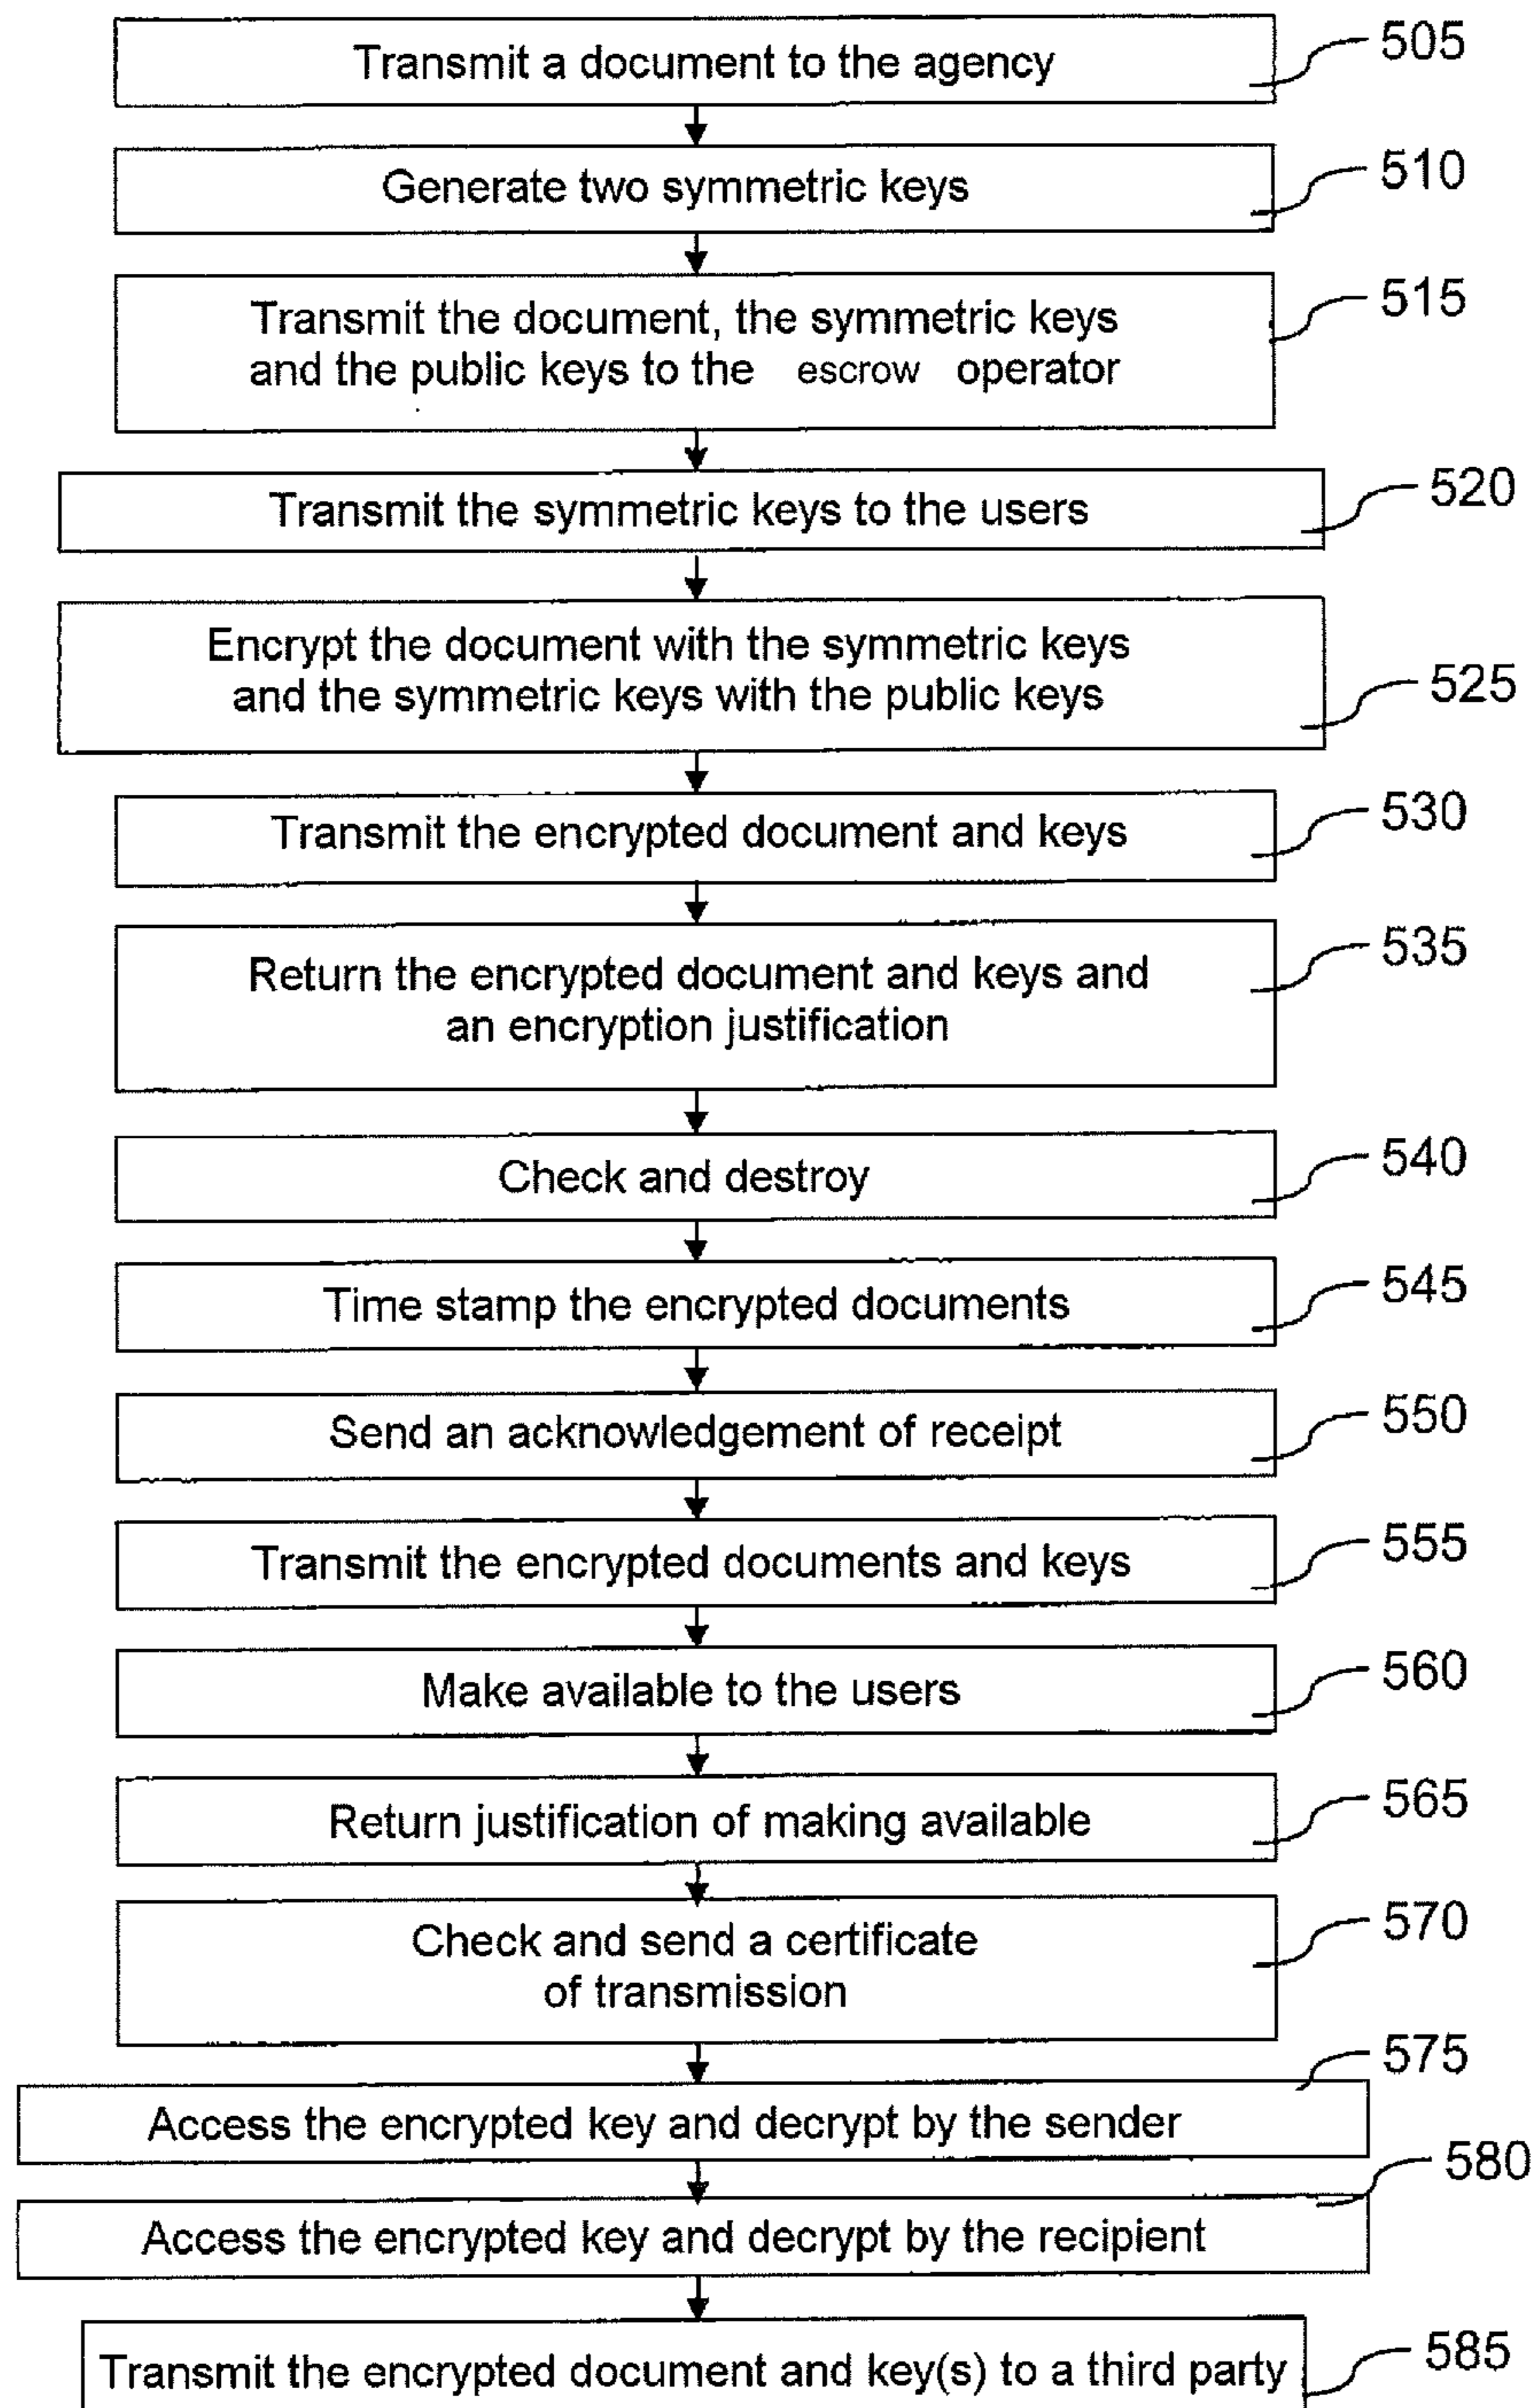 Transmit a document to the agency
505
Generate two symmetric keys
510
Transmit the document, the symmetric keys
and the public keys to the escrow operator
515
Transmit the symmetric keys to the users
520
Encrypt the document with the symmetric keys
and the symmetric keys with the public keys
525
Transmit the encrypted document and keys
530
Return the encrypted document and keys and
an encryption justification
535
Check and destroy
540
Time stamp the encrypted documents
545
Send an acknowledgement of receipt
550
Transmit the encrypted documents and keys
555
Make available to the users
560
Return justification of making available
565
Check and send a certificate
of transmission
570
Access the encrypted key and decrypt by the sender
575
Access the encrypted key and decrypt by the recipient
580
Transmit the encrypted document and key(s) to a third party
585